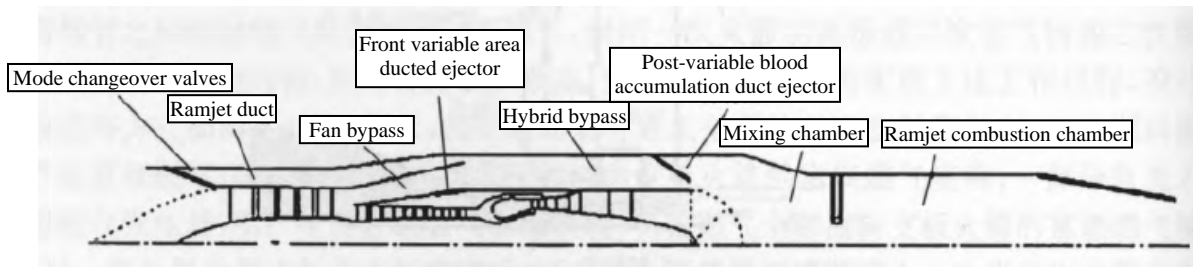 Front variable area
ducted ejector
Mode changeover valves
Ramjet duct
Fan bypass
Hybrid bypass
Post-variable blood
accumulation duct ejector
Mixing chamber
Ramjet combustion chamber